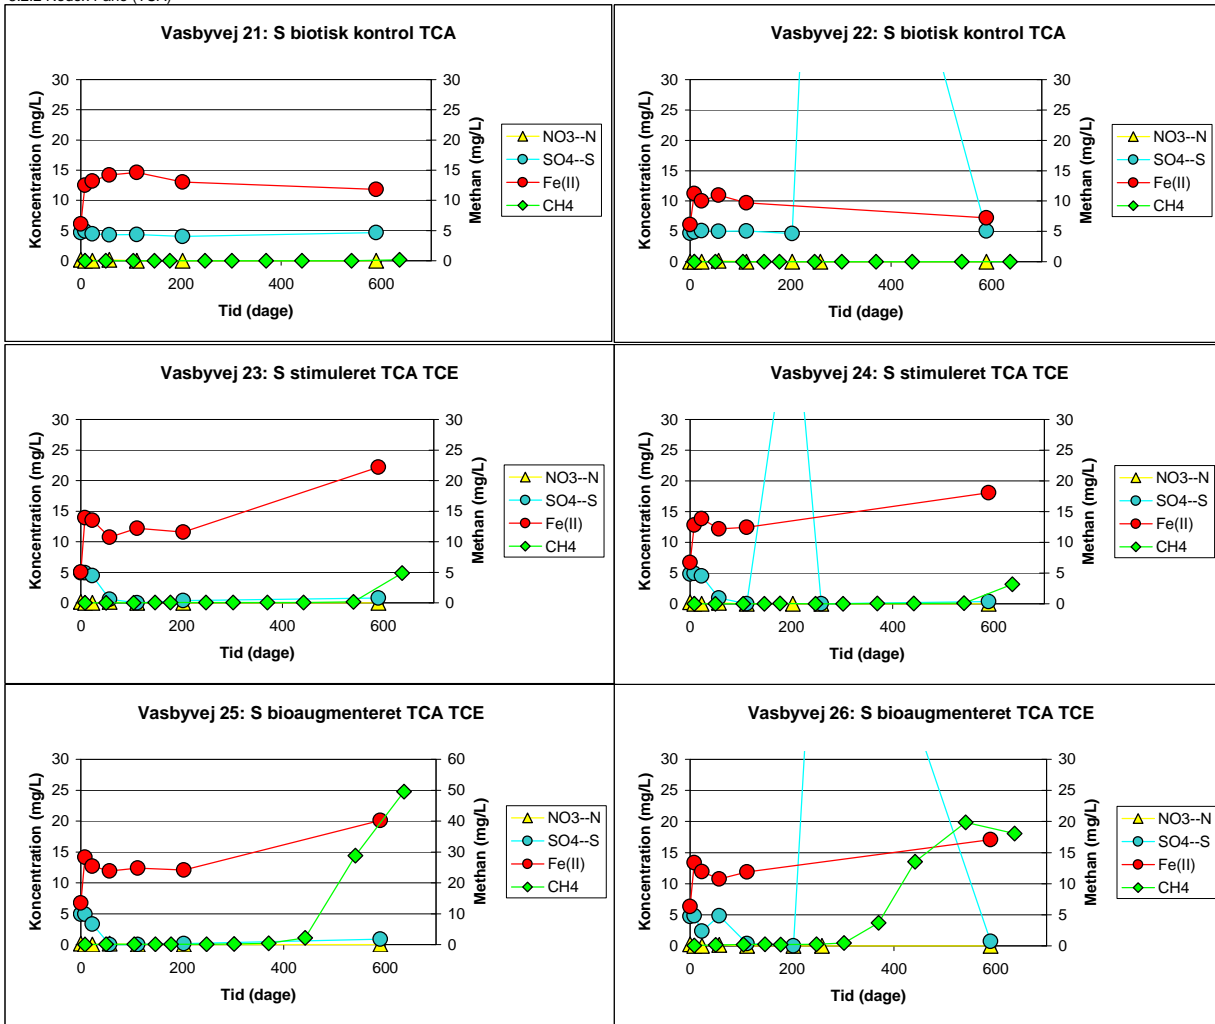 Vasbyvej 21: S biotisk kontrol TCA
Koncentration (mg/L)
30
25
20
15
10
5
0
0
200
400
600
30
25
20
15
10
5
0
Methan (mg/L)
Tid (dage)
NO3--N
SO4--S
Fe(II)
CH4
Vasbyvej 22: S biotisk kontrol TCA
Koncentration (mg/L)
30
25
20
15
10
5
0
0
200
400
600
30
25
20
15
10
5
0
Methan (mg/L)
Tid (dage)
NO3--N
SO4--S
Fe(II)
CH4
Vasbyvej 23: S stimuleret TCA TCE
Koncentration (mg/L)
30
25
20
15
10
5
0
0
200
400
600
30
25
20
15
10
5
0
Methan (mg/L)
Tid (dage)
NO3--N
SO4--S
Fe(II)
CH4
Vasbyvej 24: S stimuleret TCA TCE
Koncentration (mg/L)
30
25
20
15
10
5
0
0
200
400
600
30
25
20
15
10
5
0
Methan (mg/L)
Tid (dage)
NO3--N
SO4--S
Fe(II)
CH4
Vasbyvej 25: S bioaugmenteret TCA TCE
Koncentration (mg/L)
30
25
20
15
10
5
0
0
200
400
600
60
50
40
30
20
10
0
Methan (mg/L)
Tid (dage)
NO3--N
SO4--S
Fe(II)
CH4
Vasbyvej 26: S bioaugmenteret TCA TCE
Koncentration (mg/L)
30
25
20
15
10
5
0
0
200
400
600
30
25
20
15
10
5
0
Methan (mg/L)
Tid (dage)
NO3--N
SO4--S
Fe(II)
CH4